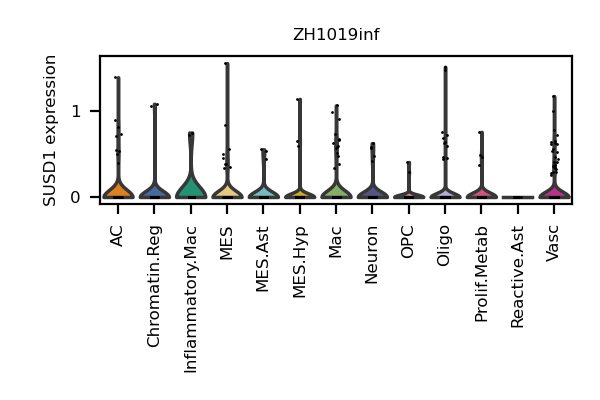 ZH1019inf
SUSD1 expression
1
0
AC
Chromatin.Reg
Inflammatory.Mac
MES
MES.Ast
MES.Hyp
Mac
Neuron
OPC
Oligo
Prolif.Metab
Reactive.Ast
Vasc